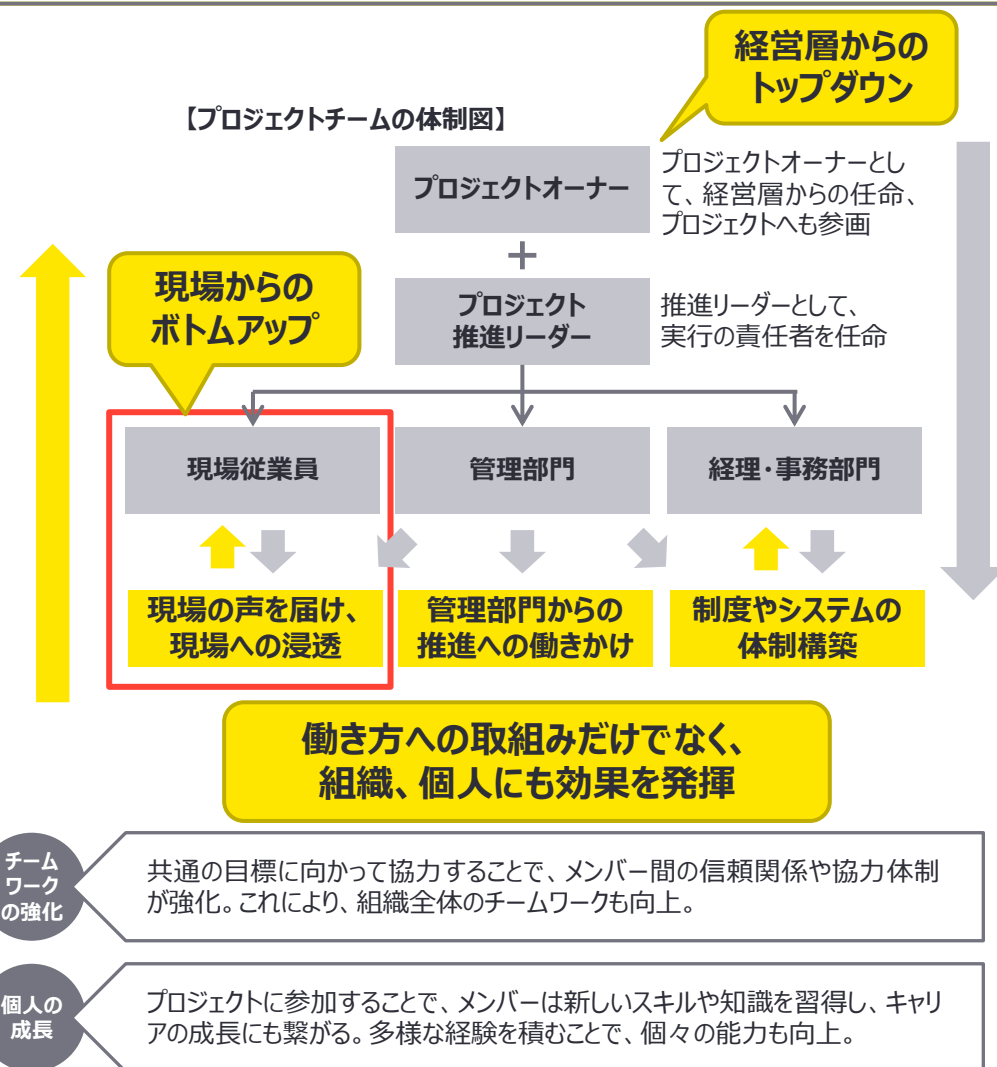 経営層からの
トップダウン
【プロジェクトチームの体制図】
プロジェクトオーナー
プロジェクトオーナーとし
て、経営層からの任命、
プロジェクトへも参画
+
現場からの
ボトムアップ
プロジェクト
推進リーダー
推進リーダーとして、
実行の責任者を任命
現場従業員
管理部門
経理・事務部門
現場の声を届け、
現場への浸透
管理部門からの
推進への働きかけ
制度やシステムの
体制構築
働き方への取組みだけでなく、
組織、個人にも効果を発揮
チーム
ワーク
の強化
共通の目標に向かって協力することで、メンバー間の信頼関係や協力体制
が強化。これにより、組織全体のチームワークも向上。
個人の
成長
プロジェクトに参加することで、メンバーは新しいスキルや知識を習得し、キャリ
アの成長にも繋がる。多様な経験を積むことで、個々の能力も向上。